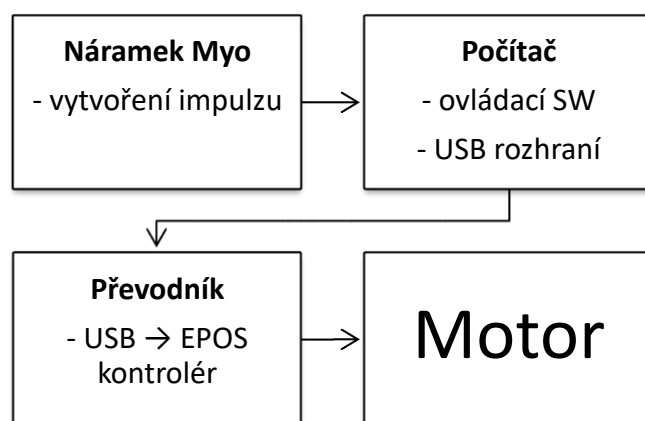 Náramek Myo
- vytvoření impulzu
Počítač
- ovládací SW
- USB rozhraní
Převodník
- USB → EPOS
kontrolér
Motor